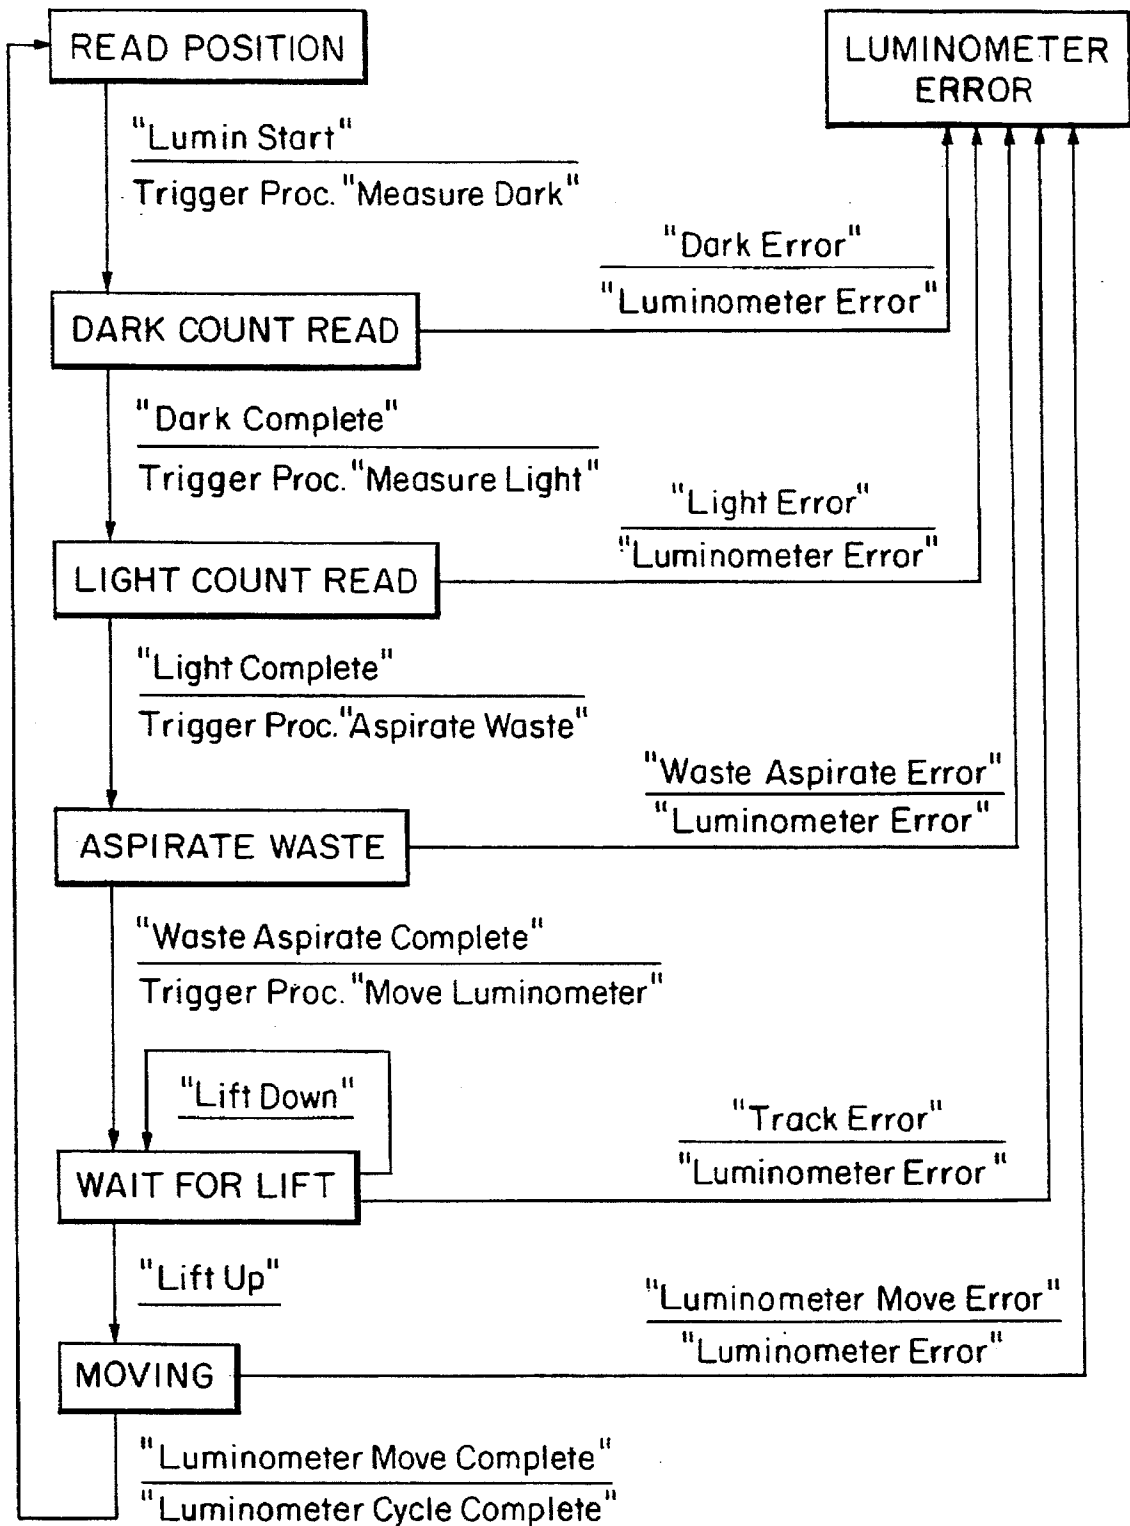 READ POSITION
LUMINOMETER
ERROR
"Lumin Start"
Trigger Proc. "Measure Dark"
"Dark Error"
"Luminometer Error"
DARK COUNT READ
"Dark Complete"
Trigger Proc. "Measure Light"
"Light Error"
"Luminometer Error"
LIGHT COUNT READ
"Light Complete"
Trigger Proc. "Aspirate Waste"
"Waste Aspirate Error"
"Luminometer Error"
ASPIRATE WASTE
"Waste Aspirate Complete"
Trigger Proc. "Move Luminometer"
"Lift Down"
"Track Error"
"Luminometer Error"
WAIT FOR LIFT
"Lift Up"
"Luminometer Move Error"
"Luminometer Error"
MOVING
"Luminometer Move Complete"
"Luminometer Cycle Complete"